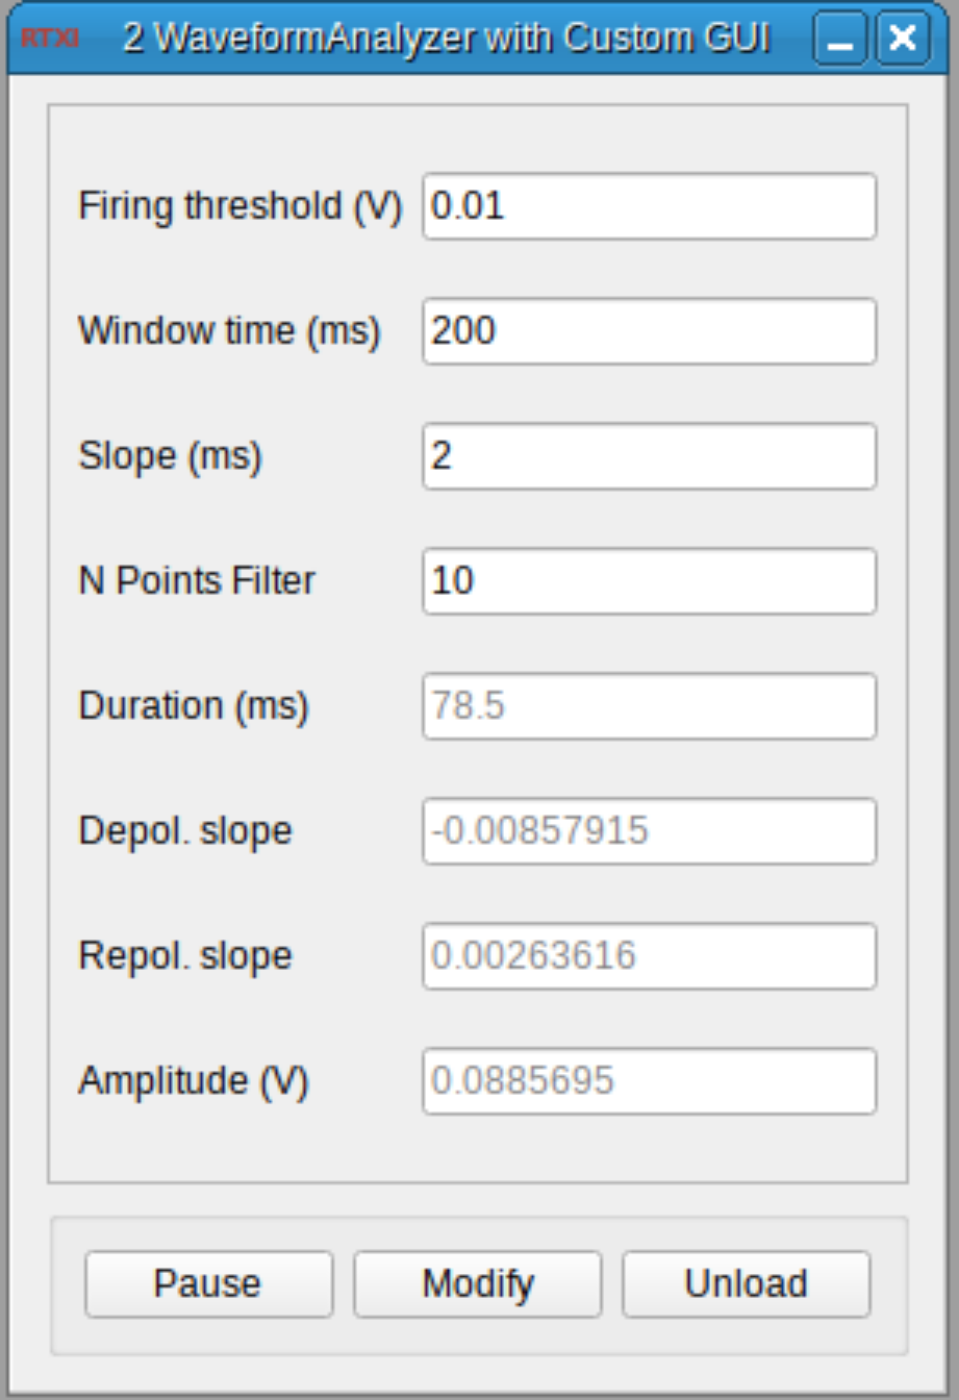 RTXI 2 WaveformAnalyzer with Custom GUI
Firing threshold (V) 0.01
Window time (ms) 200
Slope (ms) 2
N Points Filter 10
Duration (ms) 78.5
Depol. slope -0.00857915
Repol. slope 0.00263616
Amplitude (V) 0.0885695
Pause Modify Unload